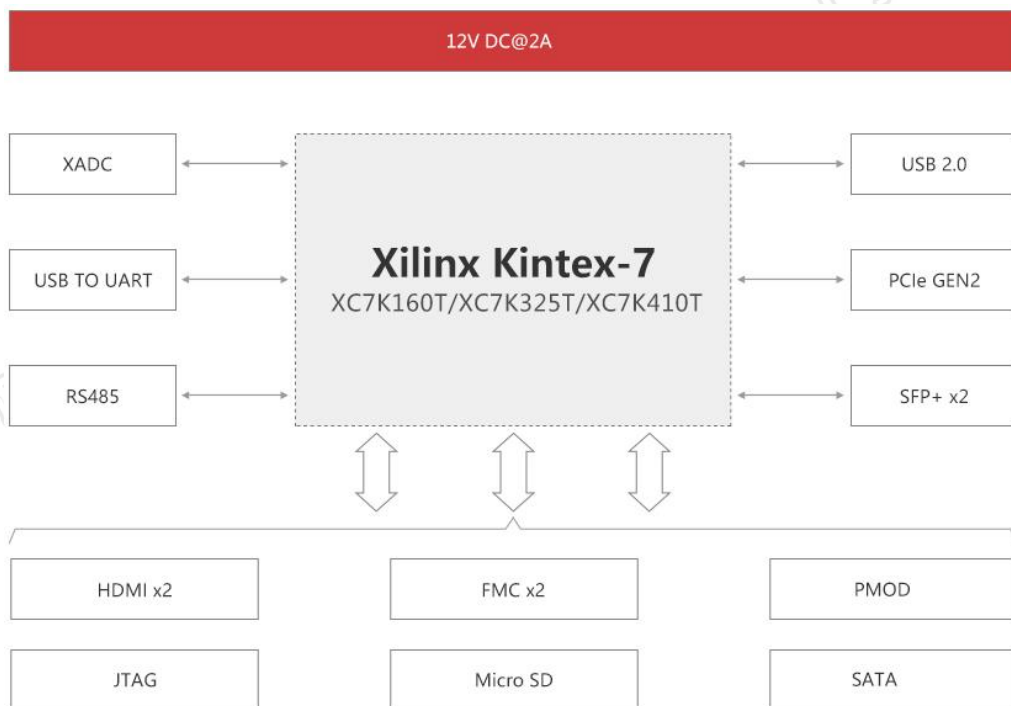 12V DC@2A
XADC
USB 2.0
Xilinx Kintex-7
XC7K160T/XC7K325T/XC7K410T
USB TO UART
PCIe GEN2
RS485
SFP+ x2
HDMI x2
FMC x2
PMOD
JTAG
Micro SD
SATA